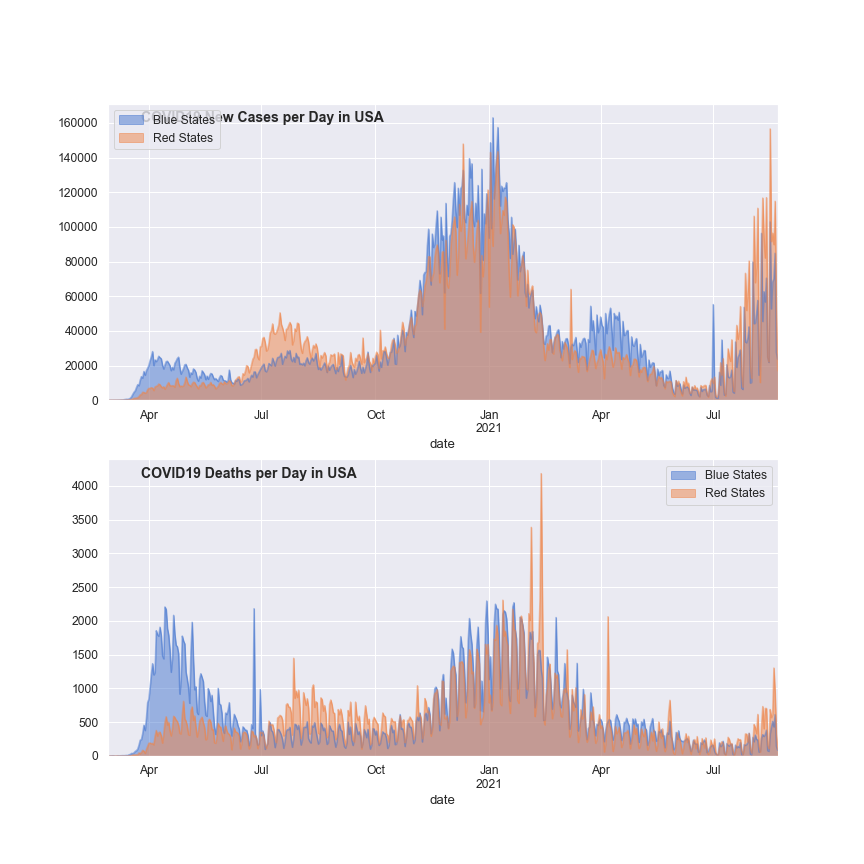 COVID19 New Cases per Day in USA
Blue States
Red States
160000
140000
120000
100000
80000
60000
40000
20000
0
Apr Jul Oct Jan Apr Jul
2021
date
COVID19 Deaths per Day in USA
Blue States
Red States
4000
3500
3000
2500
2000
1500
1000
500
0
Apr Jul Oct Jan Apr Jul
2021
date